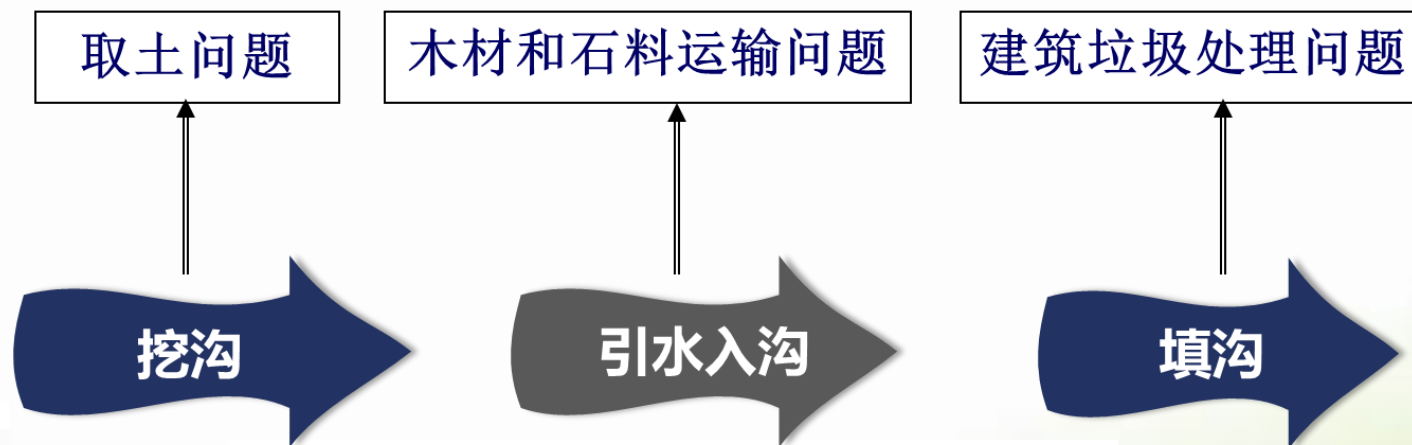 取土问题
木材和石料运输问题
建筑垃圾处理问题
挖沟
引水入沟
填沟